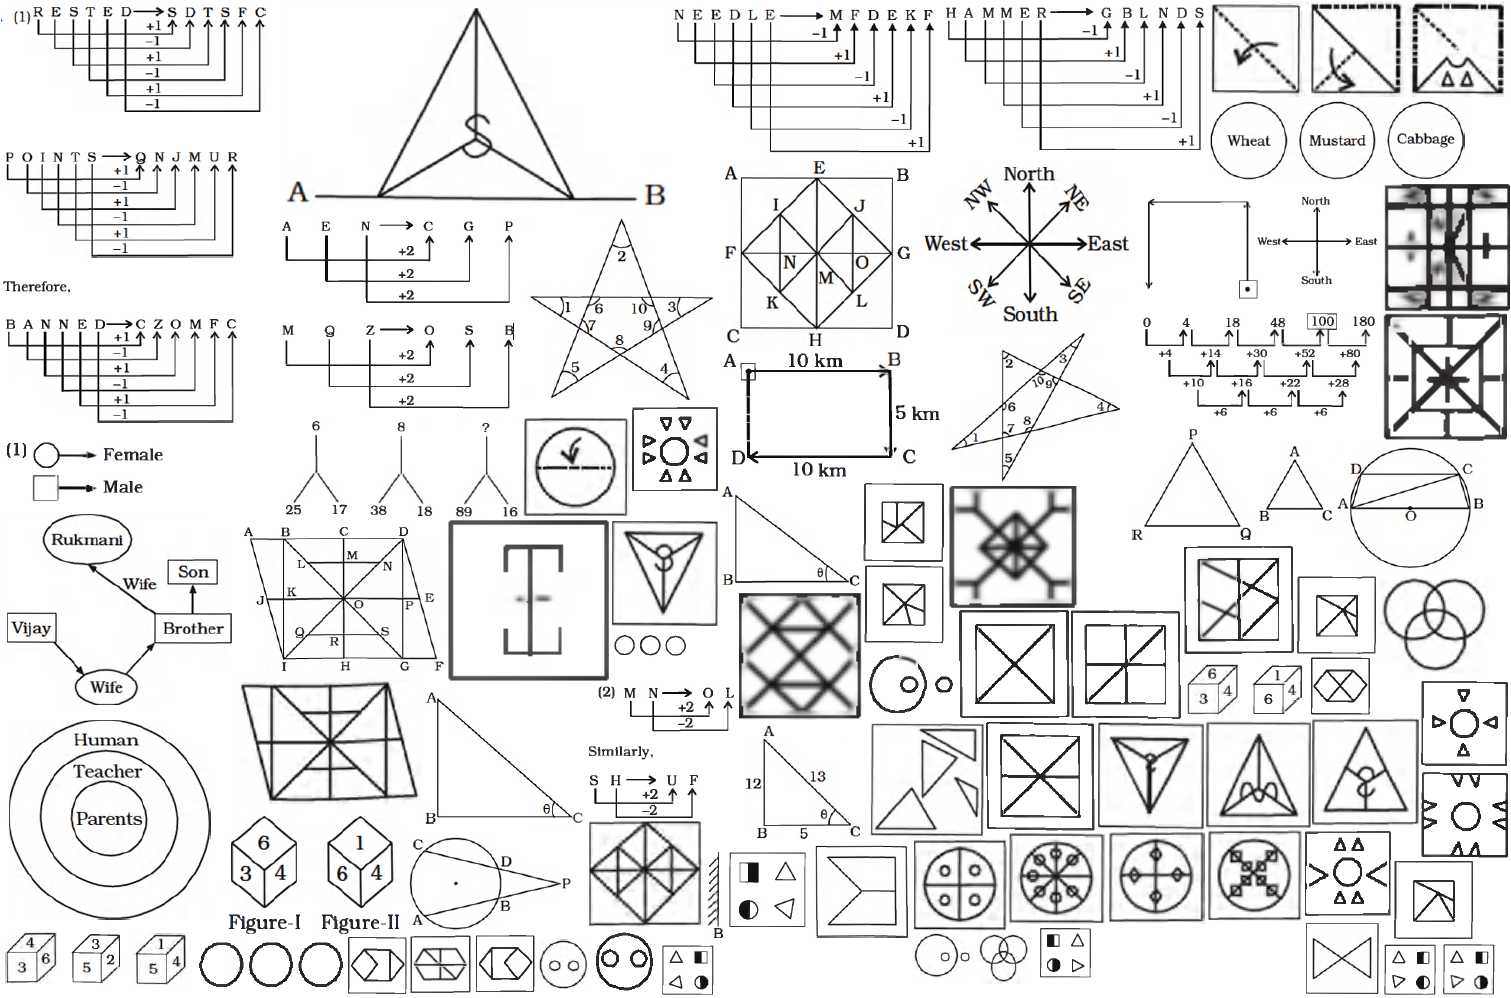 (1) R E S T E D S D T S F C
+1
-1
+1
-1
+1
-1
P O I N T S Q N J M U R
+1
-1
+1
-1
+1
-1
Therefore,
B A N N E D C Z O M F C
+1
-1
+1
-1
+1
-1
(1) Female
Male
Rukmani
Wife
Son
Vijay
Brother
Wife
Human
Teacher
Parents
A B
A E N C G P
+2
+2
+2
M Q Z O S B
+2
+2
+2
2
1 6 10 3
7 9
8
5 4
6 8 ?
25 17 38 18 89 16
A B C D
M
L N
J K O P E
Q R S
I H G F
A
B θ C
6
3 4
1
6 4
Figure-I Figure-II
C D
P
A B
4
3 6
3
5 2
1
5 4
N E E D L E M F D E K F
-1
+1
-1
+1
-1
+1
H A M M E R G B L N D S
-1
+1
-1
+1
-1
+1
A E B
I J
F N M O G
K L
C H D
A 10 km B
5 km
D 10 km C
North
NW NE
West East
SW SE
South
2 3
10 9
6 4
7 8
1
5
A
B θ C
(2) M N O L
+2
-2
Similarly,
S H U F
+2
-2
A
12 13
θ
B 5 C
B
Wheat Mustard Cabbage
North
West East
South
0 4 18 48 100 180
+4 +14 +30 +52 +80
+10 +16 +22 +28
+6 +6 +6
P
R Q
A
B C
D C
A O B
6
3 4
1
6 4